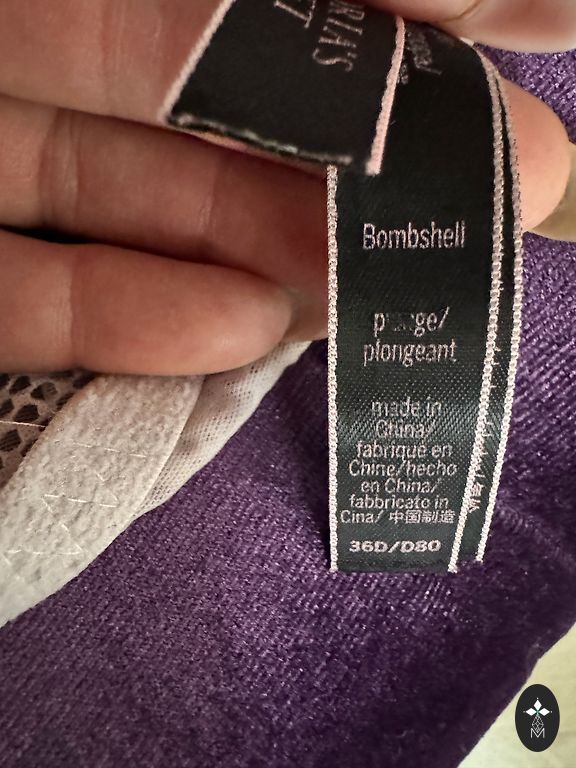 RIA'S
Bombshell
plongeant
made in
China/
fabriqué en
Chine/hecho
en China/
fabbricato in
Cina/ 中国制造
36D/D80